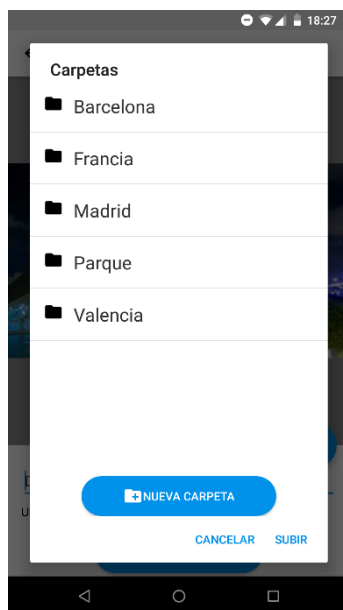 18:27
Carpetas
Barcelona
Francia
Madrid
Parque
Valencia
NUEVA CARPETA
CANCELAR SUBIR